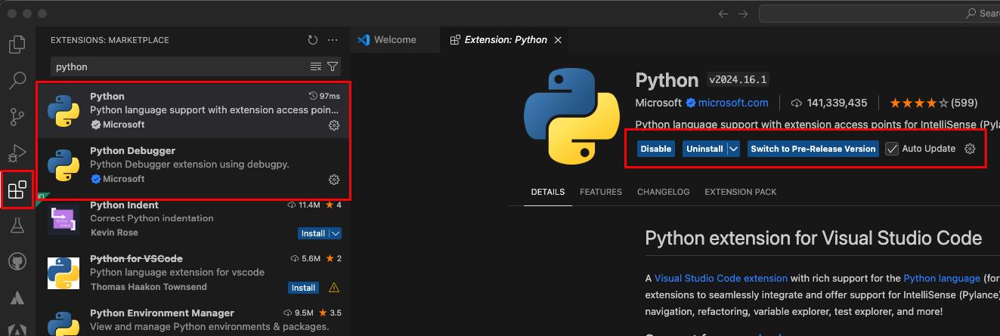 Sear
EXTENSIONS: MARKETPLACE
python
Python
97ms
Python language support with extension access poin...
Microsoft
Python Debugger
Python Debugger extension using debugpy.
Microsoft
Python Indent
11.4M ★ 4
Correct Python indentation
Kevin Rose
Install
Python for VSCode
5.6M ★ 2
Python language extension for vscode
Thomas Haakon Townsend
Install
Python Environment Manager
9.5M ★ 3.5
View and manage Python environments & packages.
Welcome
Extension: Python
Python v2024.16.1
Microsoft microsoft.com 141,339,435 ★★★★☆ (599)
Python language support with extension access points for IntelliSense (Pyla
Disable Uninstall Switch to Pre-Release Version Auto Update
DETAILS FEATURES CHANGELOG EXTENSION PACK
Python extension for Visual Studio Code
A Visual Studio Code extension with rich support for the Python language (for
extensions to seamlessly integrate and offer support for IntelliSense (Pylance)
navigation, refactoring, variable explorer, test explorer, and more!